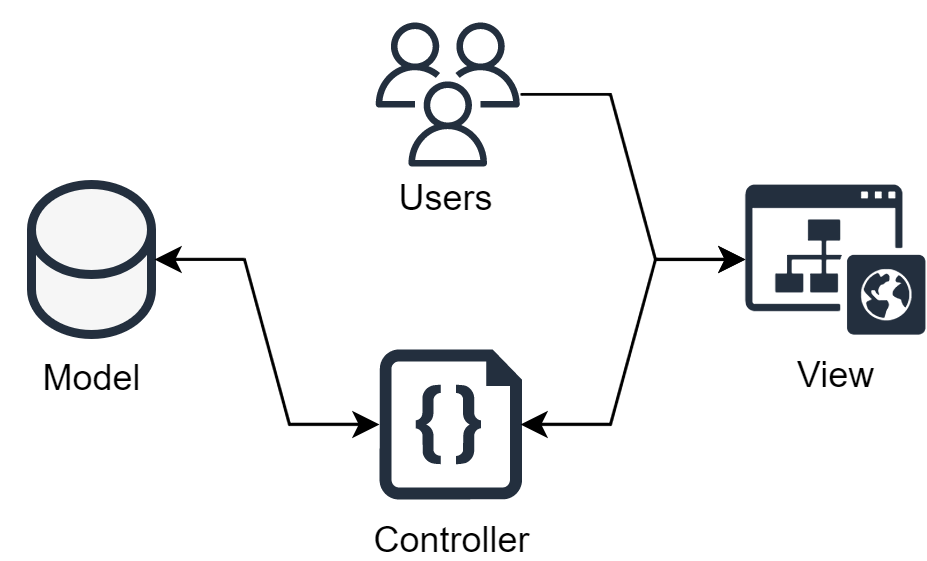 Users
Model
View
{}
Controller